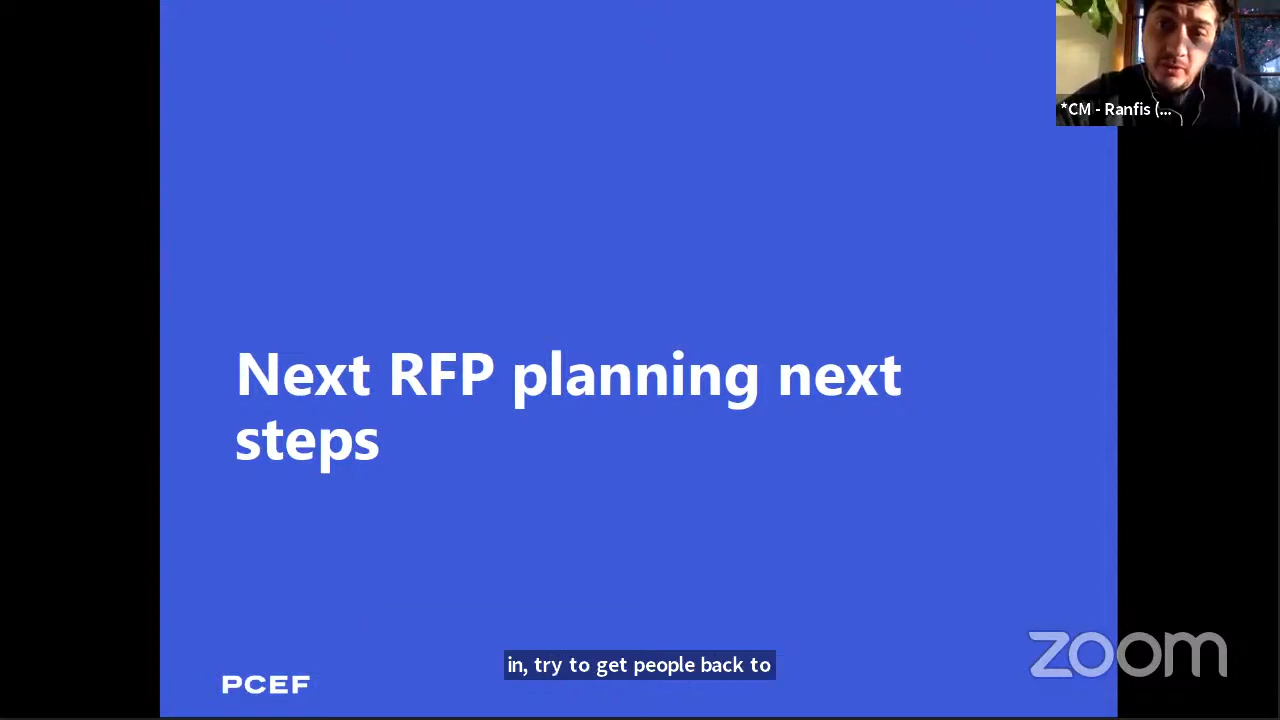 *CM - Ranfis (...
Next RFP planning next
steps
in, try to get people back to
PCEF
zoom